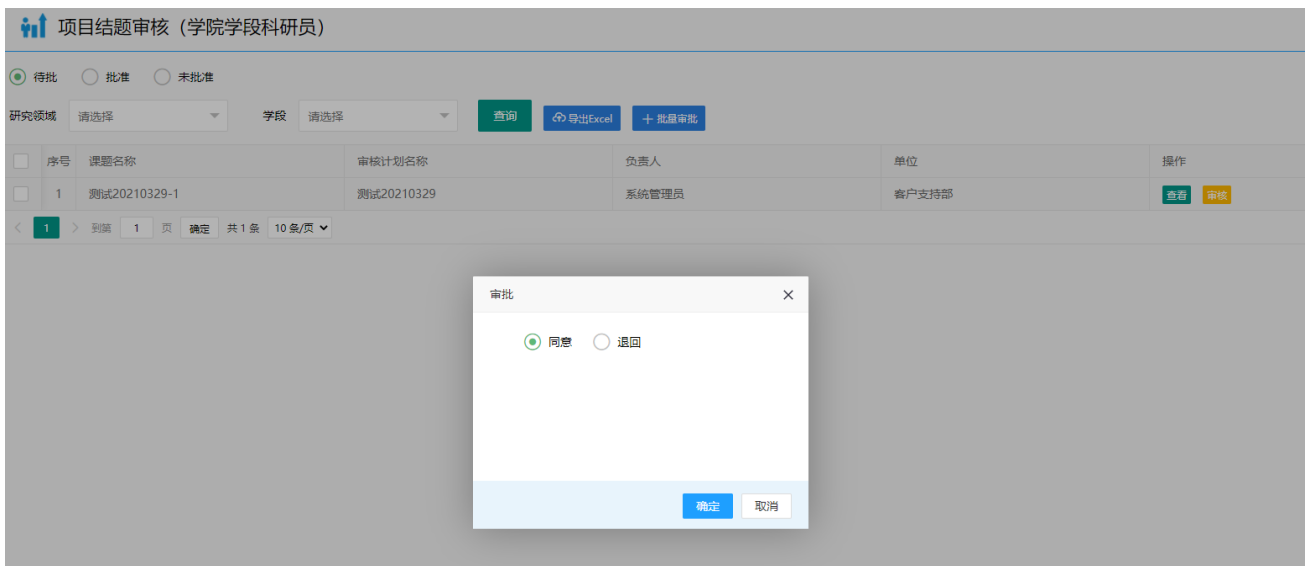 项目结题审核（学院学段科研员）
待批 批准 未批准
研究领域 请选择 学段 请选择 查询 导出Excel 批量审批
序号 课题名称 审核计划名称 负责人 单位 操作
1 测试20210329-1 测试20210329 系统管理员 客户支持部 查看 审核
1 到第 1 页 确定 共 1 条 10 条/页
审批
同意 退回
确定 取消